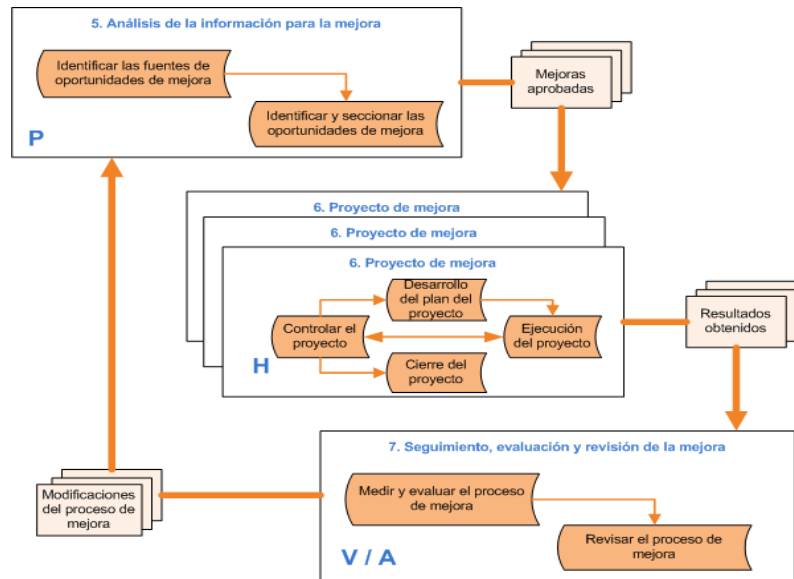 5. Análisis de la información para la mejora
Identificar las fuentes de
oportunidades de mejora
Identificar y seccionar las
oportunidades de mejora
P
Mejoras
aprobadas
6. Proyecto de mejora
6. Proyecto de mejora
6. Proyecto de mejora
Desarrollo
del plan del
proyecto
Controlar el
proyecto
Ejecución
del proyecto
Cierre del
proyecto
H
Resultados
obtenidos
7. Seguimiento, evaluación y revisión de la mejora
Medir y evaluar el proceso
de mejora
Revisar el proceso de
mejora
V / A
Modificaciones
del proceso de
mejora